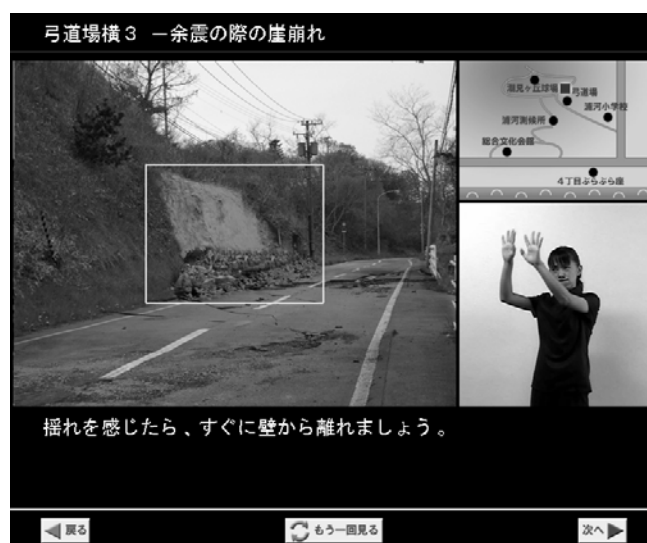 弓道場横3 －余震の際の崖崩れ
潮見ヶ丘球場
弓道場
浦河小学校
浦河測候所
総合文化会館
4丁目ぷらぷら座
揺れを感じたら、すぐに壁から離れましょう。
戻る
もう一回見る
次へ